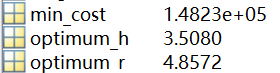 min_cost 1.4823e+05
optimum_h 3.5080
optimum_r 4.8572